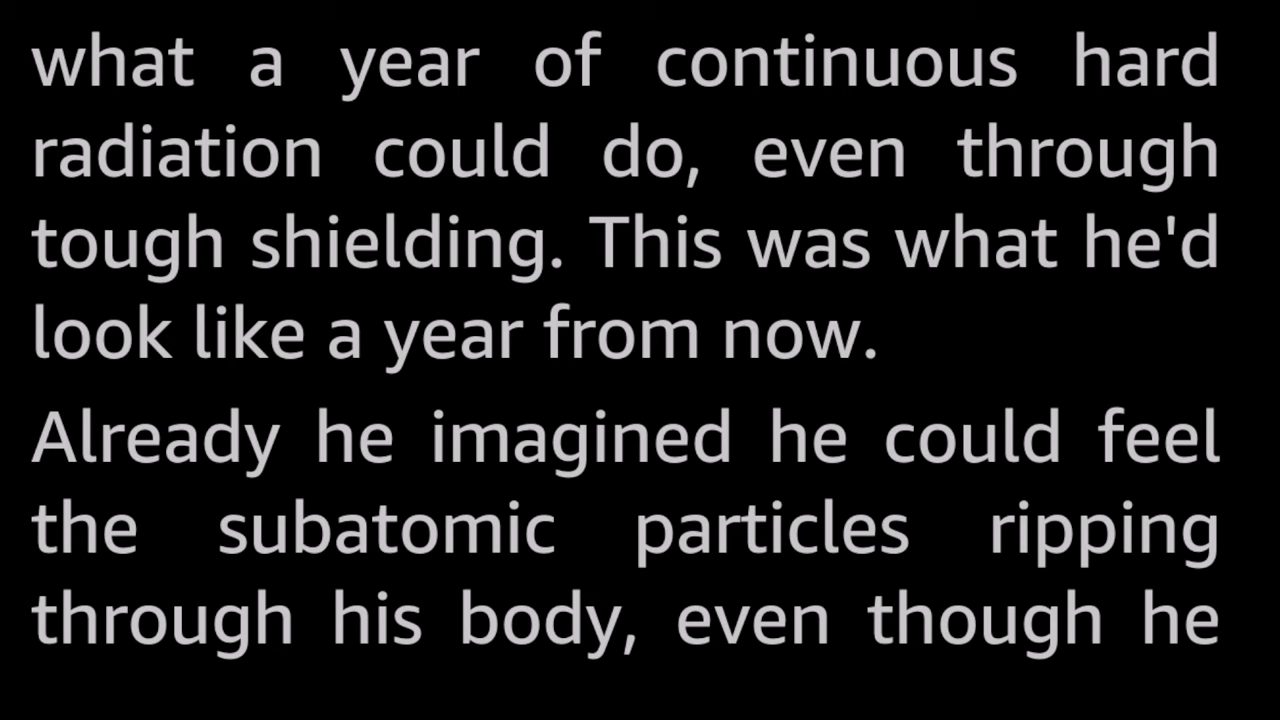 what a year of continuous hard
radiation could do, even through
tough shielding. This was what he'd
look like a year from now.
Already he imagined he could feel
the subatomic particles ripping
through his body, even though he